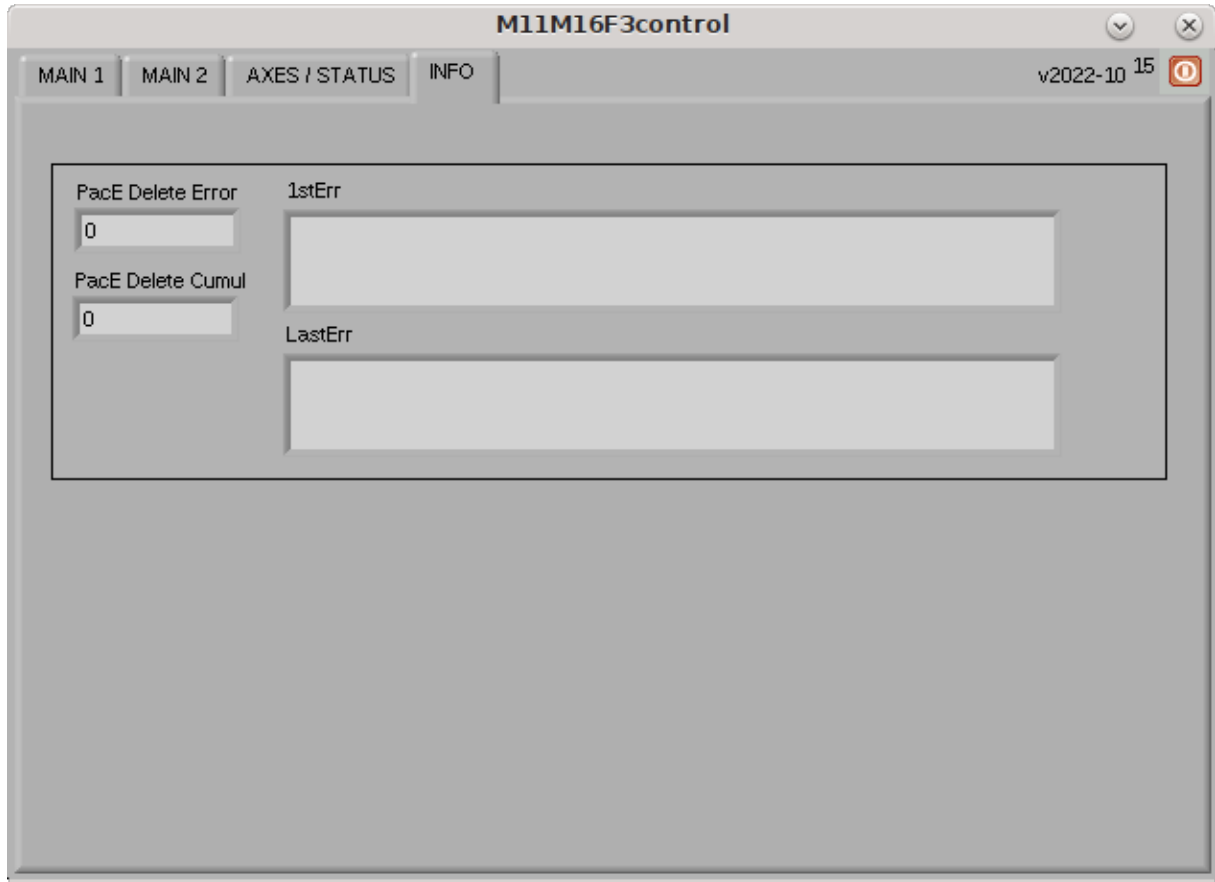 M11M16F3control
MAIN 1 MAIN 2 AXES / STATUS INFO v2022-10 15
PacE Delete Error 1stErr
0
PacE Delete Cumul
0
LastErr